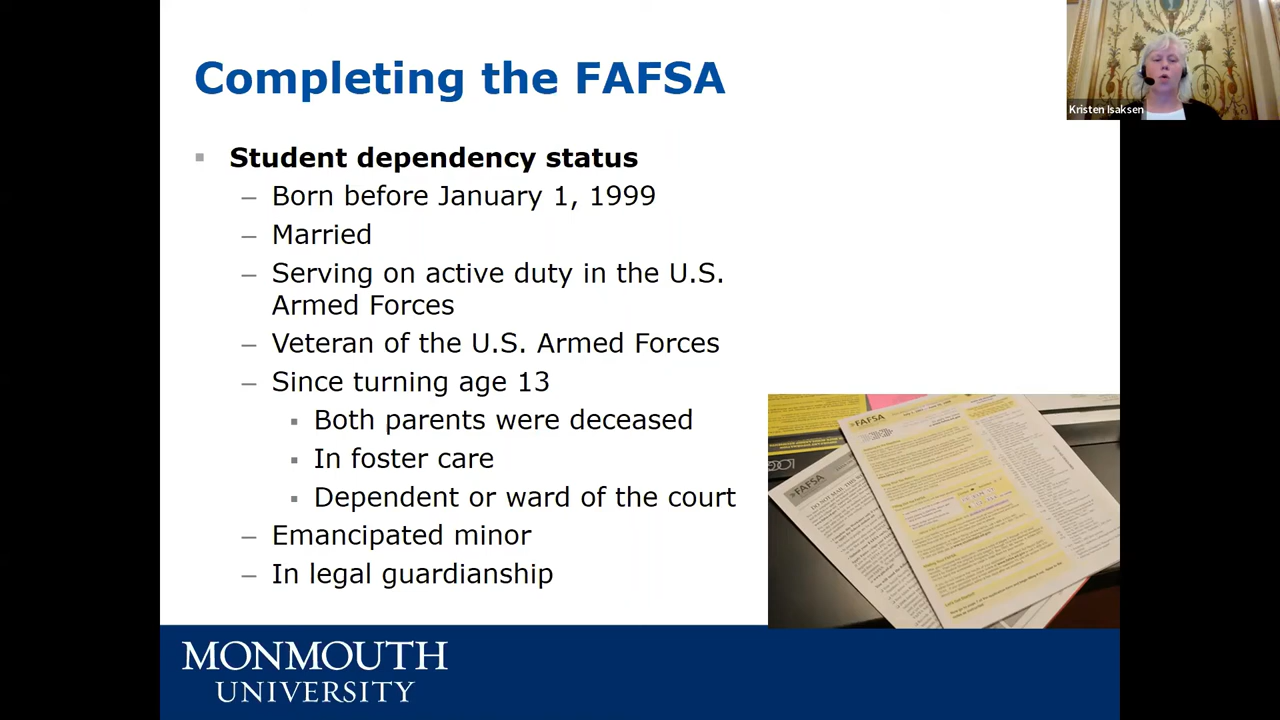 Completing the FAFSA
Kristen Isaksen
▪ Student dependency status
– Born before January 1, 1999
– Married
– Serving on active duty in the U.S.
Armed Forces
– Veteran of the U.S. Armed Forces
– Since turning age 13
▪ Both parents were deceased
▪ In foster care
▪ Dependent or ward of the court
– Emancipated minor
– In legal guardianship
FAFSA
FAFSA
MONMOUTH
UNIVERSITY